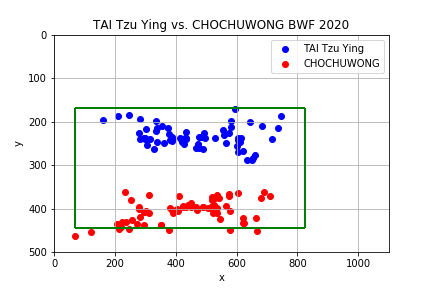 TAI Tzu Ying vs. CHOCHUWONG BWF 2020
TAI Tzu Ying
CHOCHUWONG
0
100
200
300
400
500
y
0 200 400 600 800 1000
x